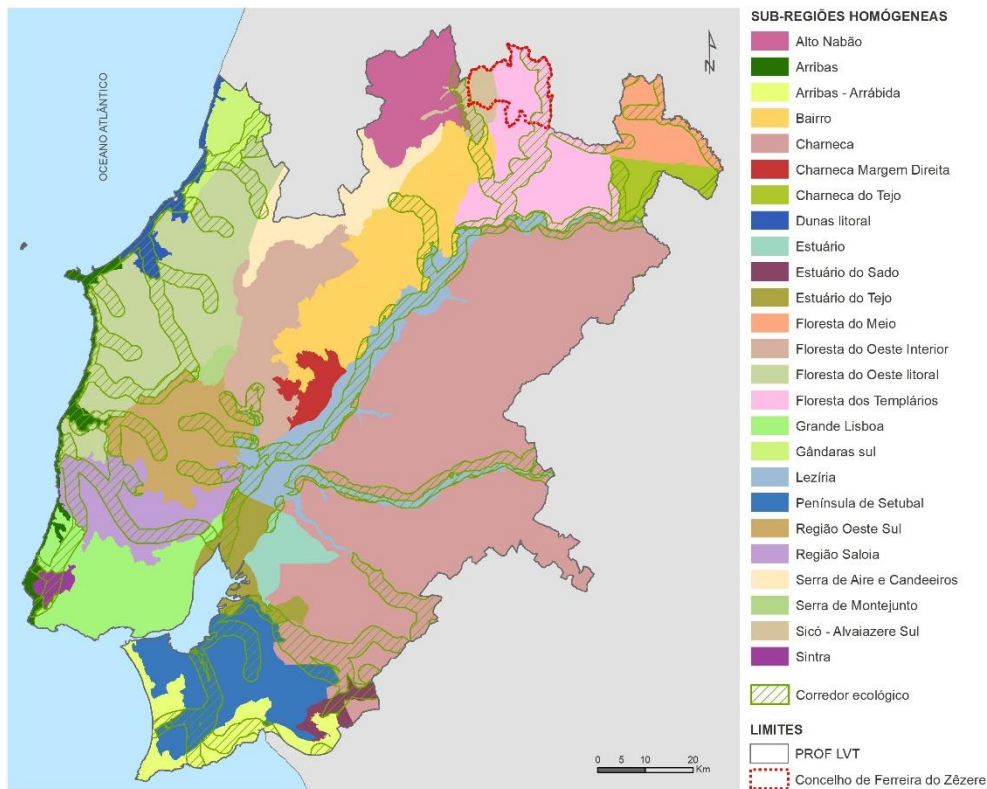 OCEANO ATLÂNTICO
N
0 5 10 20
Km
SUB-REGIÕES HOMÓGENEAS
Alto Nabão
Arribas
Arribas - Arrábida
Bairro
Charneca
Charneca Margem Direita
Charneca do Tejo
Dunas litoral
Estuário
Estuário do Sado
Estuário do Tejo
Floresta do Meio
Floresta do Oeste Interior
Floresta do Oeste litoral
Floresta dos Templários
Grande Lisboa
Gândaras sul
Lezíria
Península de Setubal
Região Oeste Sul
Região Saloia
Serra de Aire e Candeeiros
Serra de Montejunto
Sicó - Alvaiazere Sul
Sintra
Corredor ecológico
LIMITES
PROF LVT
Concelho de Ferreira do Zêzere